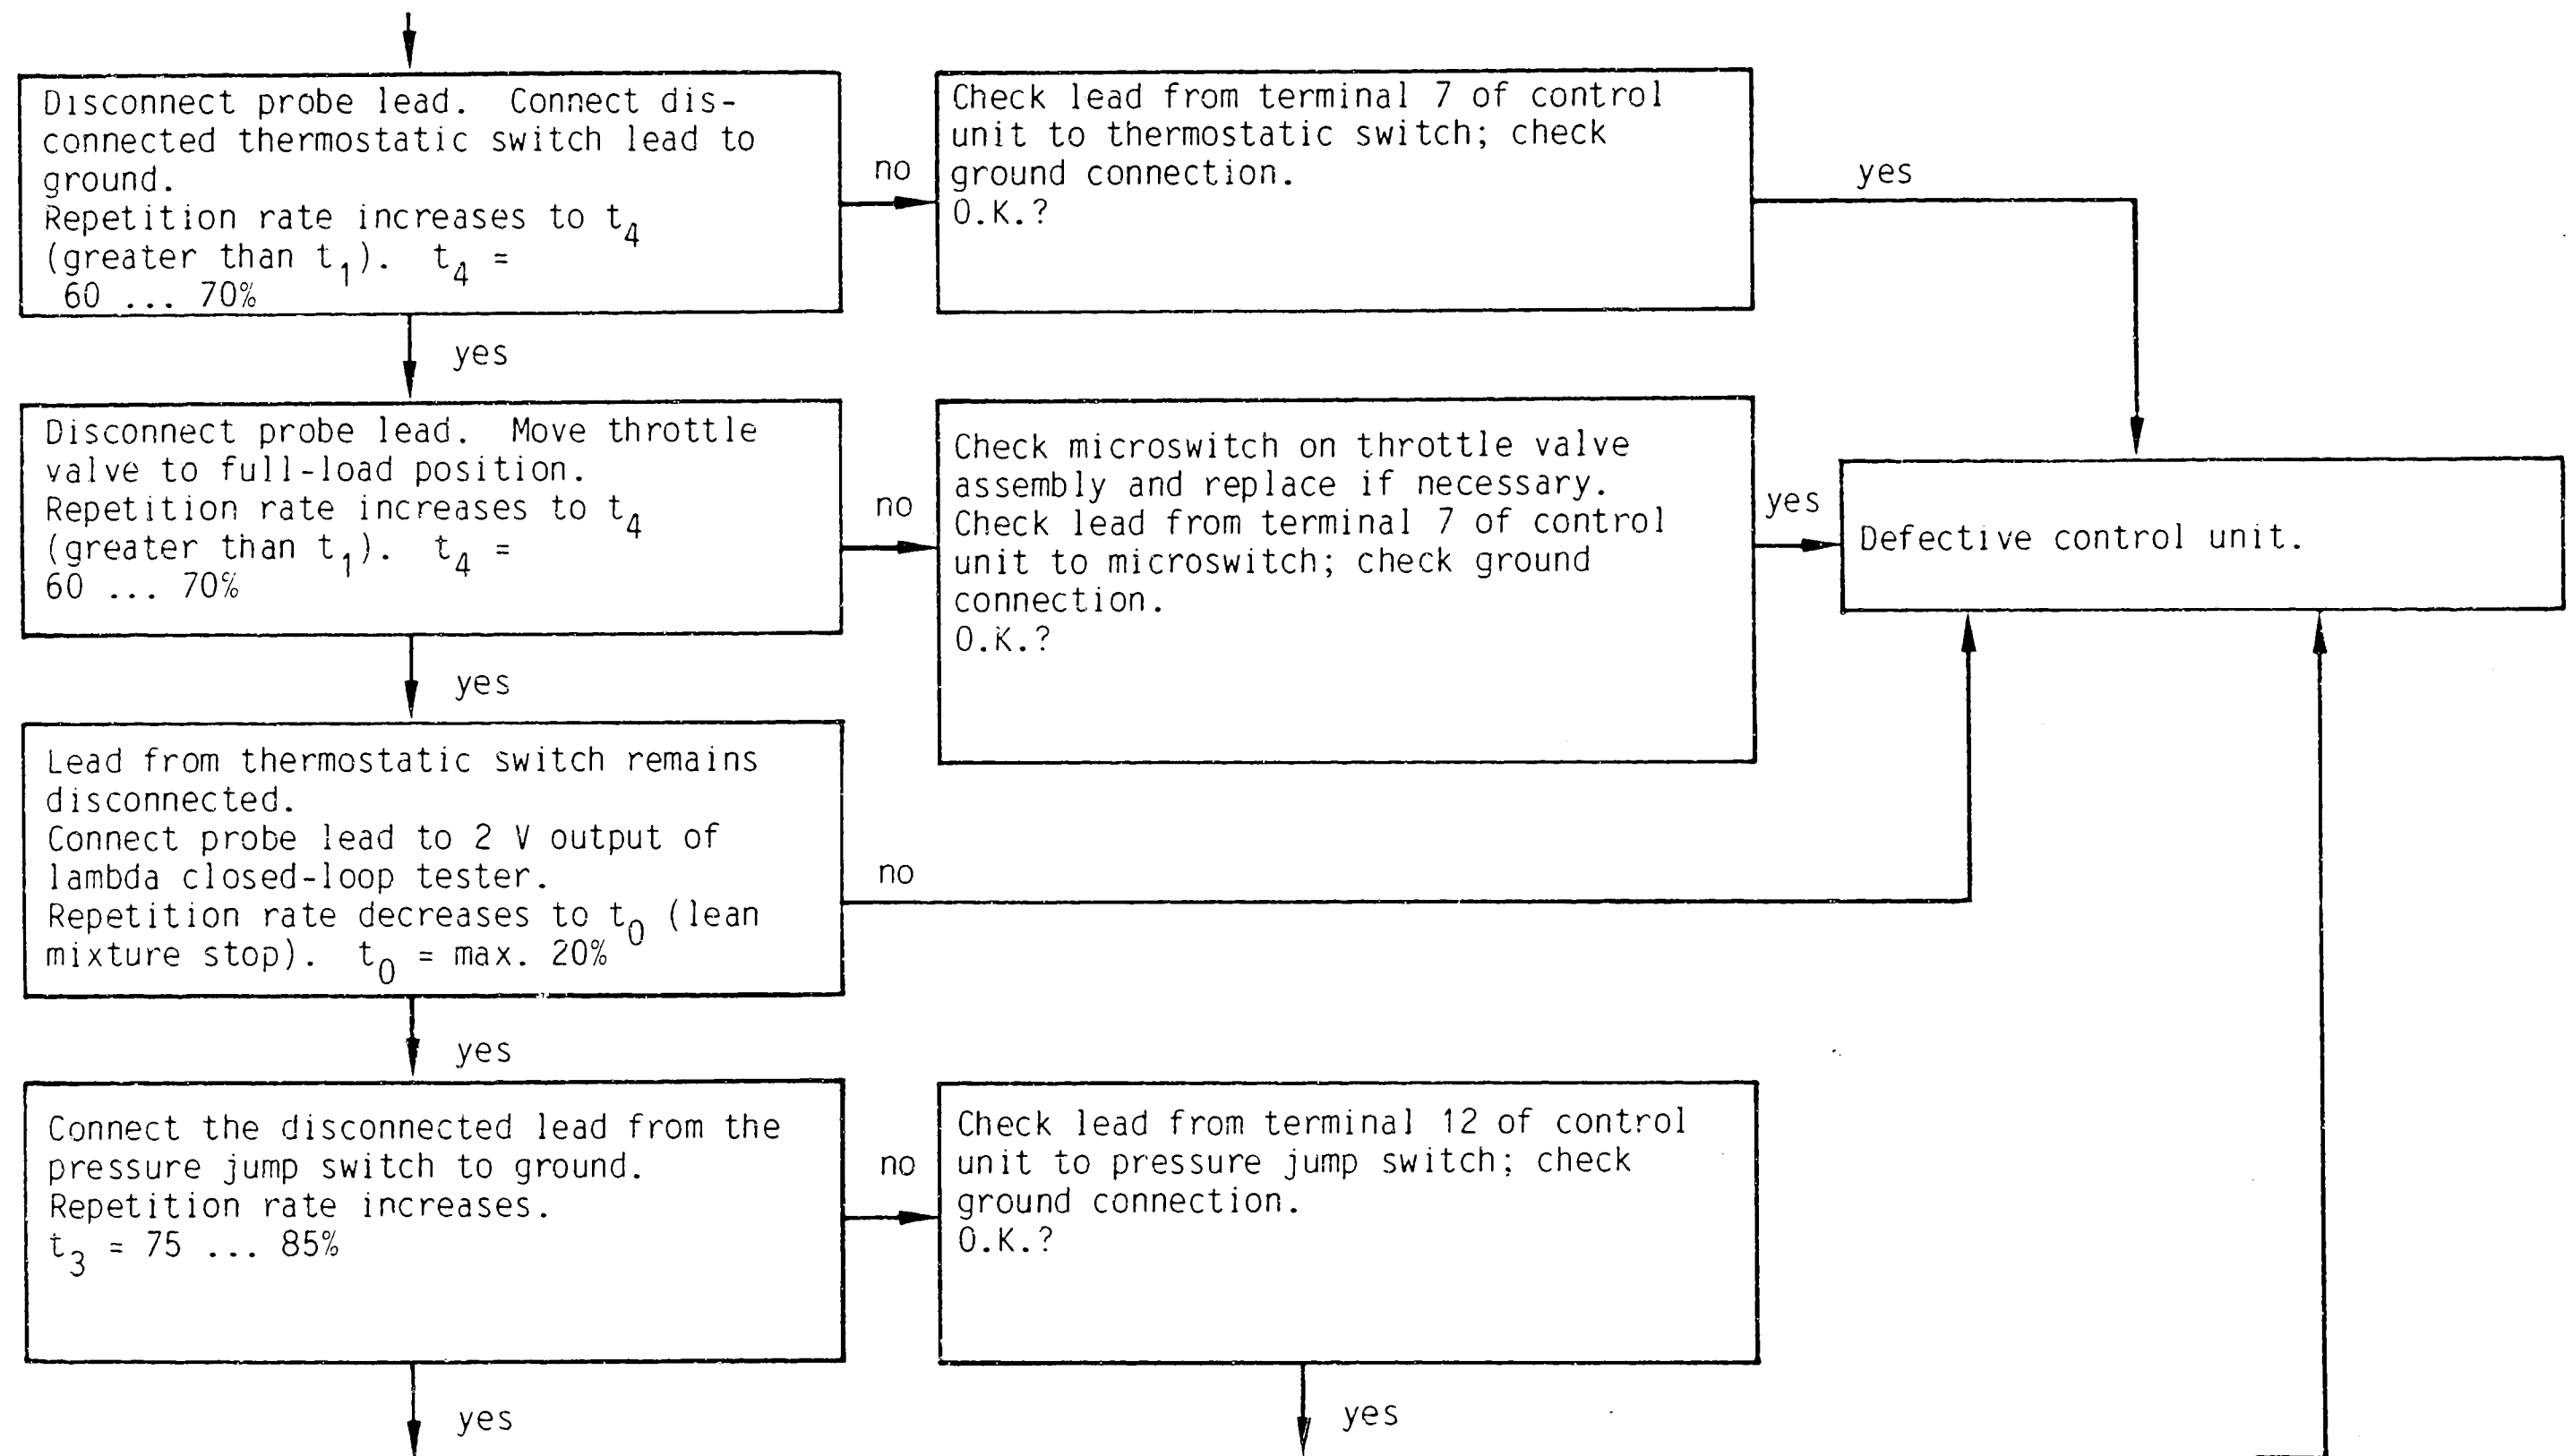 Disconnect probe lead. Connect dis-
connected thermostatic switch lead to
ground.
Repetition rate increases to t4
(greater than t1). t4 =
60 ... 70%
no
Check lead from terminal 7 of control
unit to thermostatic switch; check
ground connection.
O.K.?
yes
yes
Disconnect probe lead. Move throttle
valve to full-load position.
Repetition rate increases to t4
(greater than t1). t4 =
60 ... 70%
no
Check microswitch on throttle valve
assembly and replace if necessary.
Check lead from terminal 7 of control
unit to microswitch; check ground
connection.
O.K.?
yes
Defective control unit.
yes
Lead from thermostatic switch remains
disconnected.
Connect probe lead to 2 V output of
lambda closed-loop tester.
Repetition rate decreases to t0 (lean
mixture stop). t0 = max. 20%
no
yes
Connect the disconnected lead from the
pressure jump switch to ground.
Repetition rate increases.
t3 = 75 ... 85%
no
Check lead from terminal 12 of control
unit to pressure jump switch; check
ground connection.
O.K.?
yes
yes